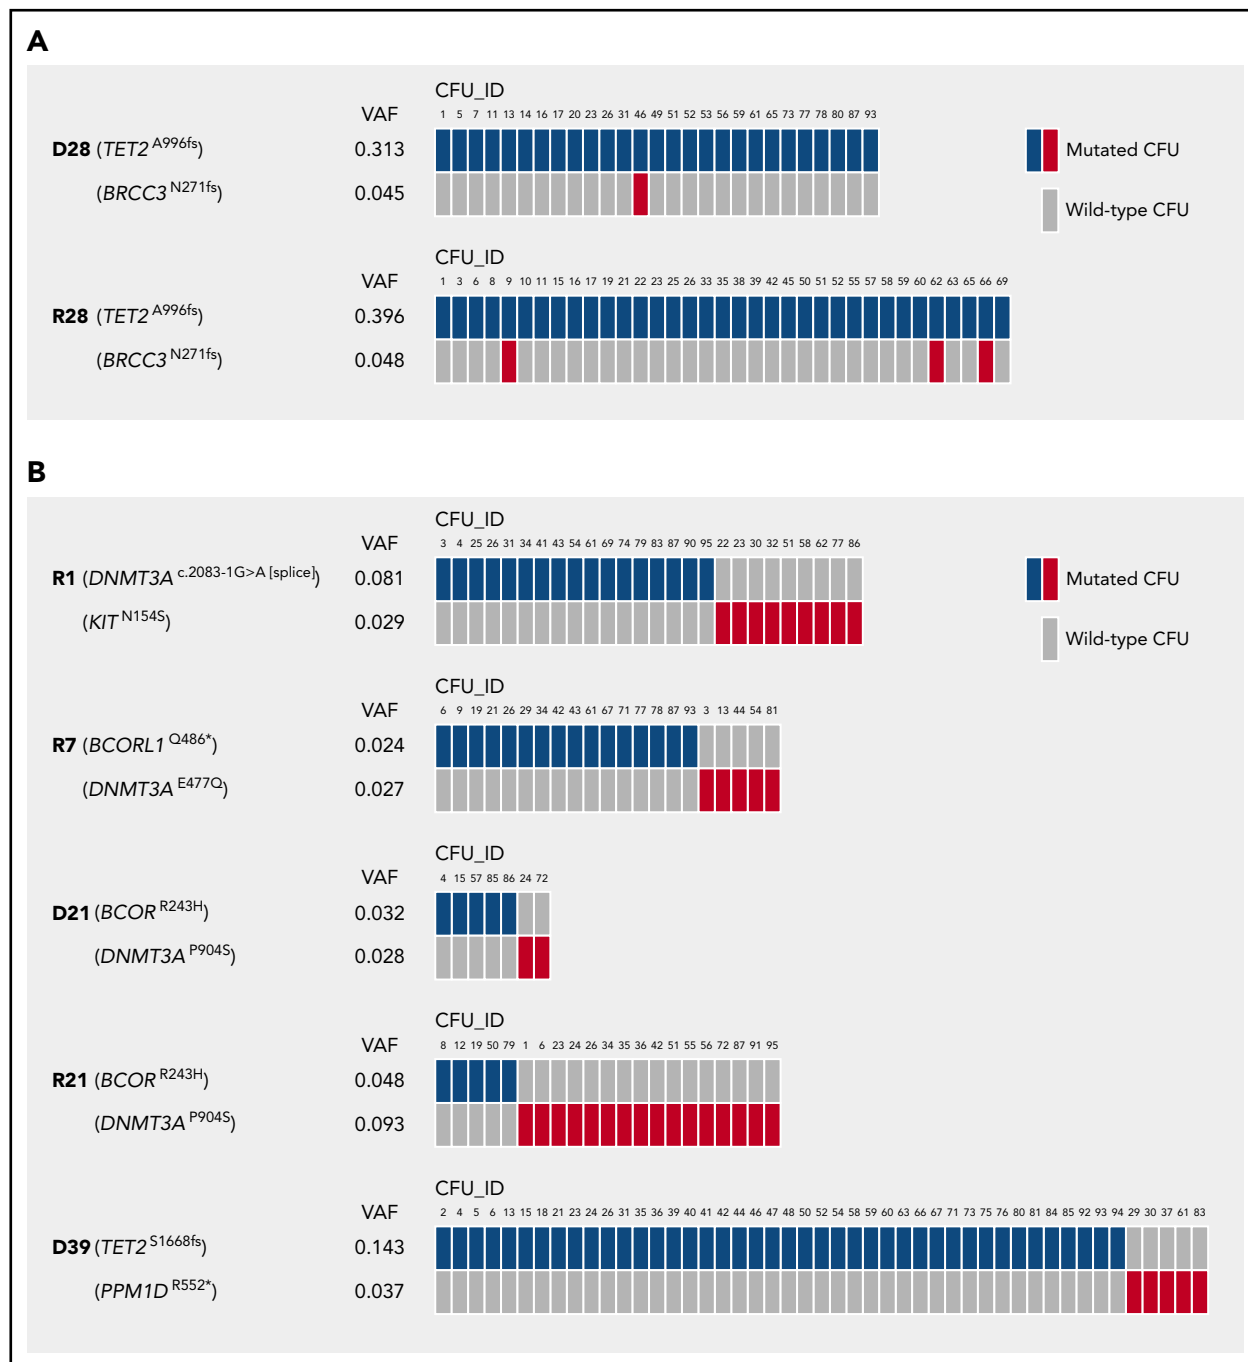 A
CFU_ID
VAF
1 5 7 11 13 14 16 17 20 23 26 31 46 49 51 52 53 56 59 61 65 73 77 78 80 87 93
D28 (TET2 A996fs) 0.313
Mutated CFU
(BRCC3 N271fs) 0.045
Wild-type CFU
CFU_ID
VAF
1 3 6 8 9 10 11 15 16 17 19 21 22 23 25 26 33 35 38 39 42 45 50 51 52 55 57 58 59 60 62 63 65 66 69
R28 (TET2 A996fs) 0.396
(BRCC3 N271fs) 0.048
B
CFU_ID
VAF
3 4 25 26 31 34 41 43 54 61 69 74 79 83 87 90 95 22 23 30 32 51 58 62 77 86
R1 (DNMT3A c.2083-1G>A [splice]) 0.081
Mutated CFU
(KIT N154S) 0.029
Wild-type CFU
CFU_ID
VAF
6 9 19 21 26 29 34 42 43 61 67 71 77 78 87 93 3 13 44 54 81
R7 (BCORL1 Q486*) 0.024
(DNMT3A E477Q) 0.027
CFU_ID
VAF
4 15 57 85 86 24 72
D21 (BCOR R243H) 0.032
(DNMT3A P904S) 0.028
CFU_ID
VAF
8 12 19 50 79 1 6 23 24 26 34 35 36 42 51 55 56 72 87 91 95
R21 (BCOR R243H) 0.048
(DNMT3A P904S) 0.093
CFU_ID
VAF
2 4 5 6 13 15 18 21 23 24 26 31 35 36 39 40 41 42 44 46 47 48 50 52 54 58 59 60 63 66 67 71 73 75 76 80 81 84 85 92 93 94 29 30 37 61 83
D39 (TET2 S1668fs) 0.143
(PPM1D R552*) 0.037